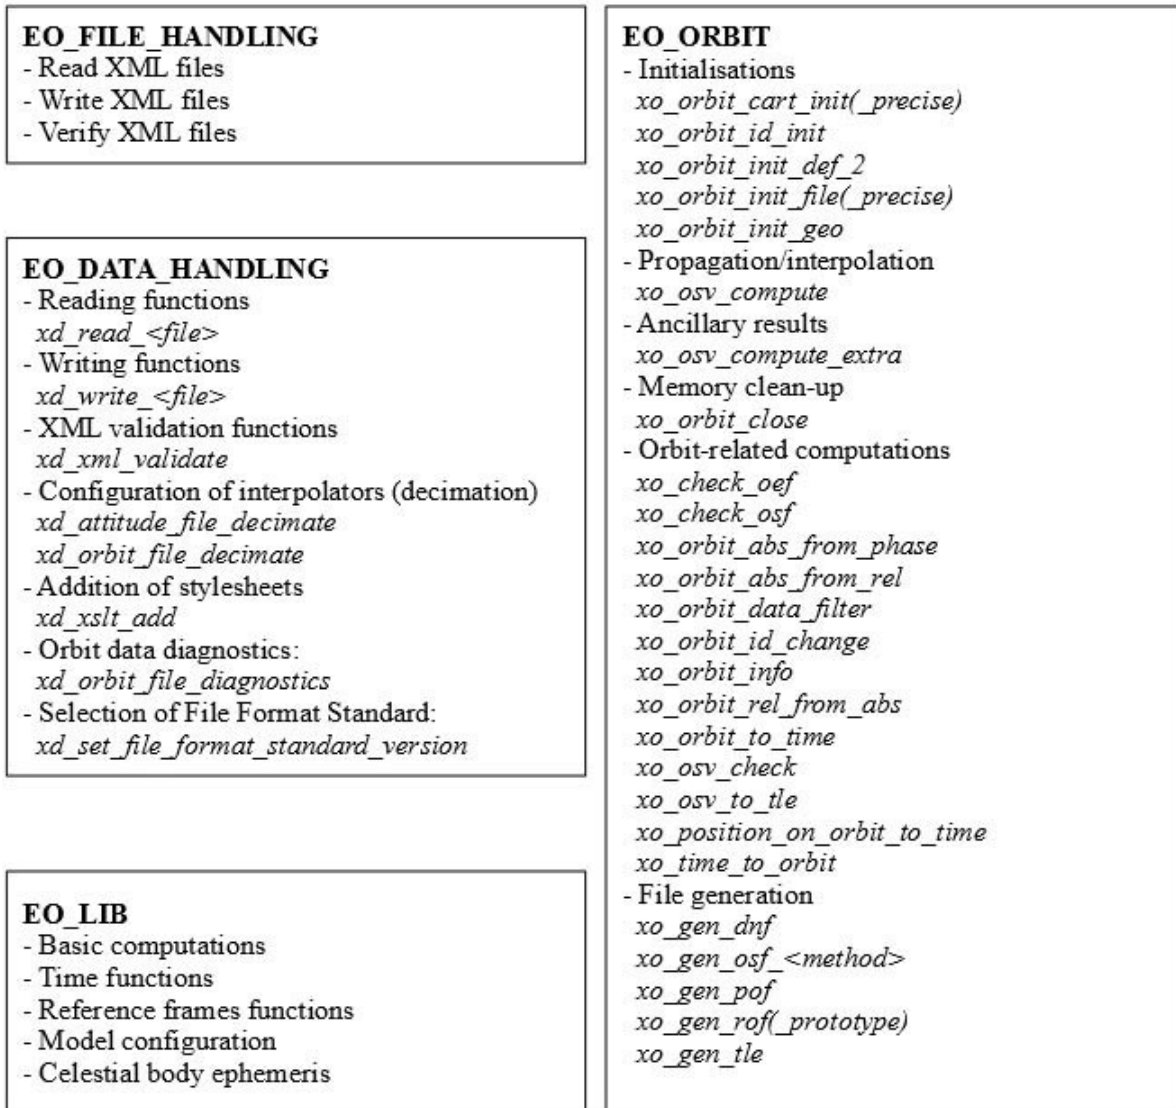 EO_FILE_HANDLING
- Read XML files
- Write XML files
- Verify XML files
EO_DATA_HANDLING
- Reading functions
xd_read_<file>
- Writing functions
xd_write_<file>
- XML validation functions
xd_xml_validate
- Configuration of interpolators (decimation)
xd_attitude_file_decimate
xd_orbit_file_decimate
- Addition of stylesheets
xd_xslt_add
- Orbit data diagnostics:
xd_orbit_file_diagnostics
- Selection of File Format Standard:
xd_set_file_format_standard_version
EO_LIB
- Basic computations
- Time functions
- Reference frames functions
- Model configuration
- Celestial body ephemeris
EO_ORBIT
- Initialisations
xo_orbit_cart_init(_precise)
xo_orbit_id_init
xo_orbit_init_def_2
xo_orbit_init_file(_precise)
xo_orbit_init_geo
- Propagation/interpolation
xo_osv_compute
- Ancillary results
xo_osv_compute_extra
- Memory clean-up
xo_orbit_close
- Orbit-related computations
xo_check_oef
xo_check_osf
xo_orbit_abs_from_phase
xo_orbit_abs_from_rel
xo_orbit_data_filter
xo_orbit_id_change
xo_orbit_info
xo_orbit_rel_from_abs
xo_orbit_to_time
xo_osv_check
xo_osv_to_tle
xo_position_on_orbit_to_time
xo_time_to_orbit
- File generation
xo_gen_dnf
xo_gen_osf_<method>
xo_gen_pof
xo_gen_rof(_prototype)
xo_gen_tle